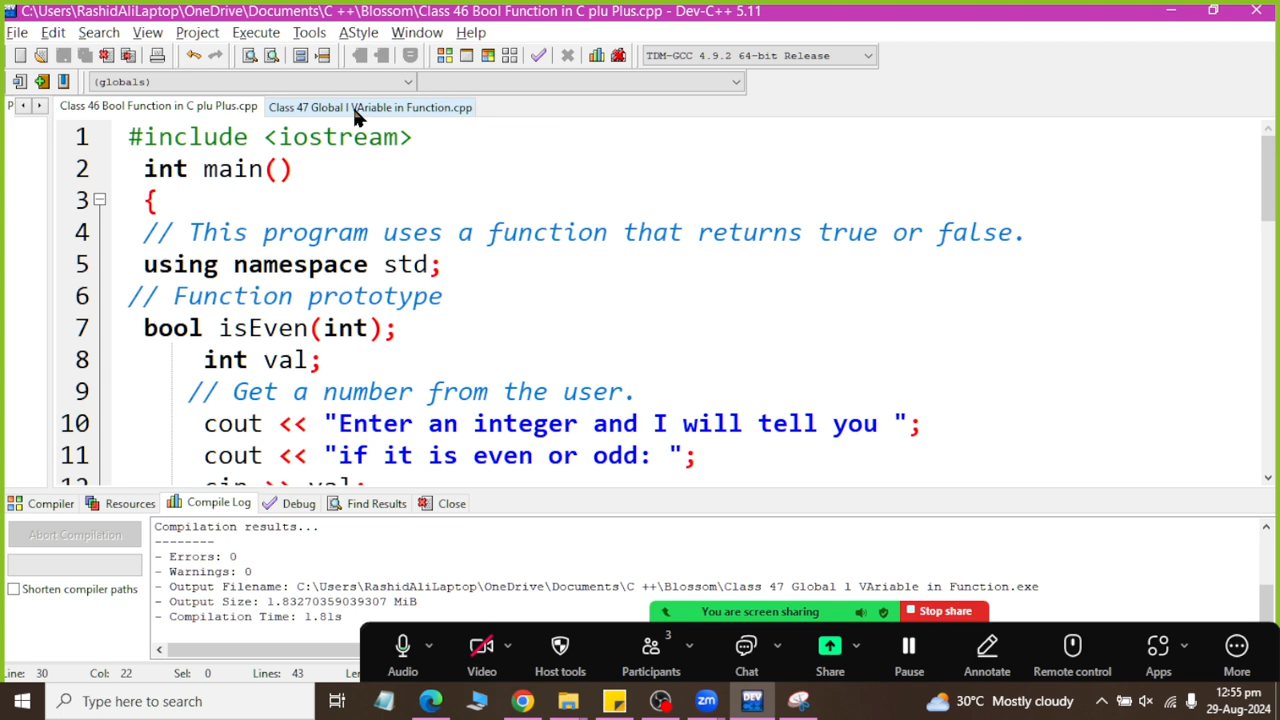 C:\Users\RashidAliLaptop\OneDrive\Documents\C ++\Blossom\Class 46 Bool Function in C plu Plus.cpp - Dev-C++ 5.11
File Edit Search View Project Execute Tools AStyle Window Help
TDM-GCC 4.9.2 64-bit Release
(globals)
P Class 46 Bool Function in C plu Plus.cpp Class 47 Global l VAriable in Function.cpp
1 #include <iostream>
2 int main()
3 {
4 // This program uses a function that returns true or false.
5 using namespace std;
6 // Function prototype
7 bool isEven(int);
8 int val;
9 // Get a number from the user.
10 cout << "Enter an integer and I will tell you ";
11 cout << "if it is even or odd: ";
12 cin >> val;
Compiler Resources Compile Log Debug Find Results Close
Abort Compilation
Shorten compiler paths
Compilation results...
--------
- Errors: 0
- Warnings: 0
- Output Filename: C:\Users\RashidAliLaptop\OneDrive\Documents\C ++\Blossom\Class 47 Global l VAriable in Function.exe
- Output Size: 1.83270359039307 MiB
- Compilation Time: 1.81s
You are screen sharing Stop share
3
Audio Video Host tools Participants Chat Share Pause Annotate Remote control Apps More
Line: 30 Col: 22 Sel: 0 Lines: 43
Type here to search
DEV
zm
30°C Mostly cloudy
12:55 pm
29-Aug-2024